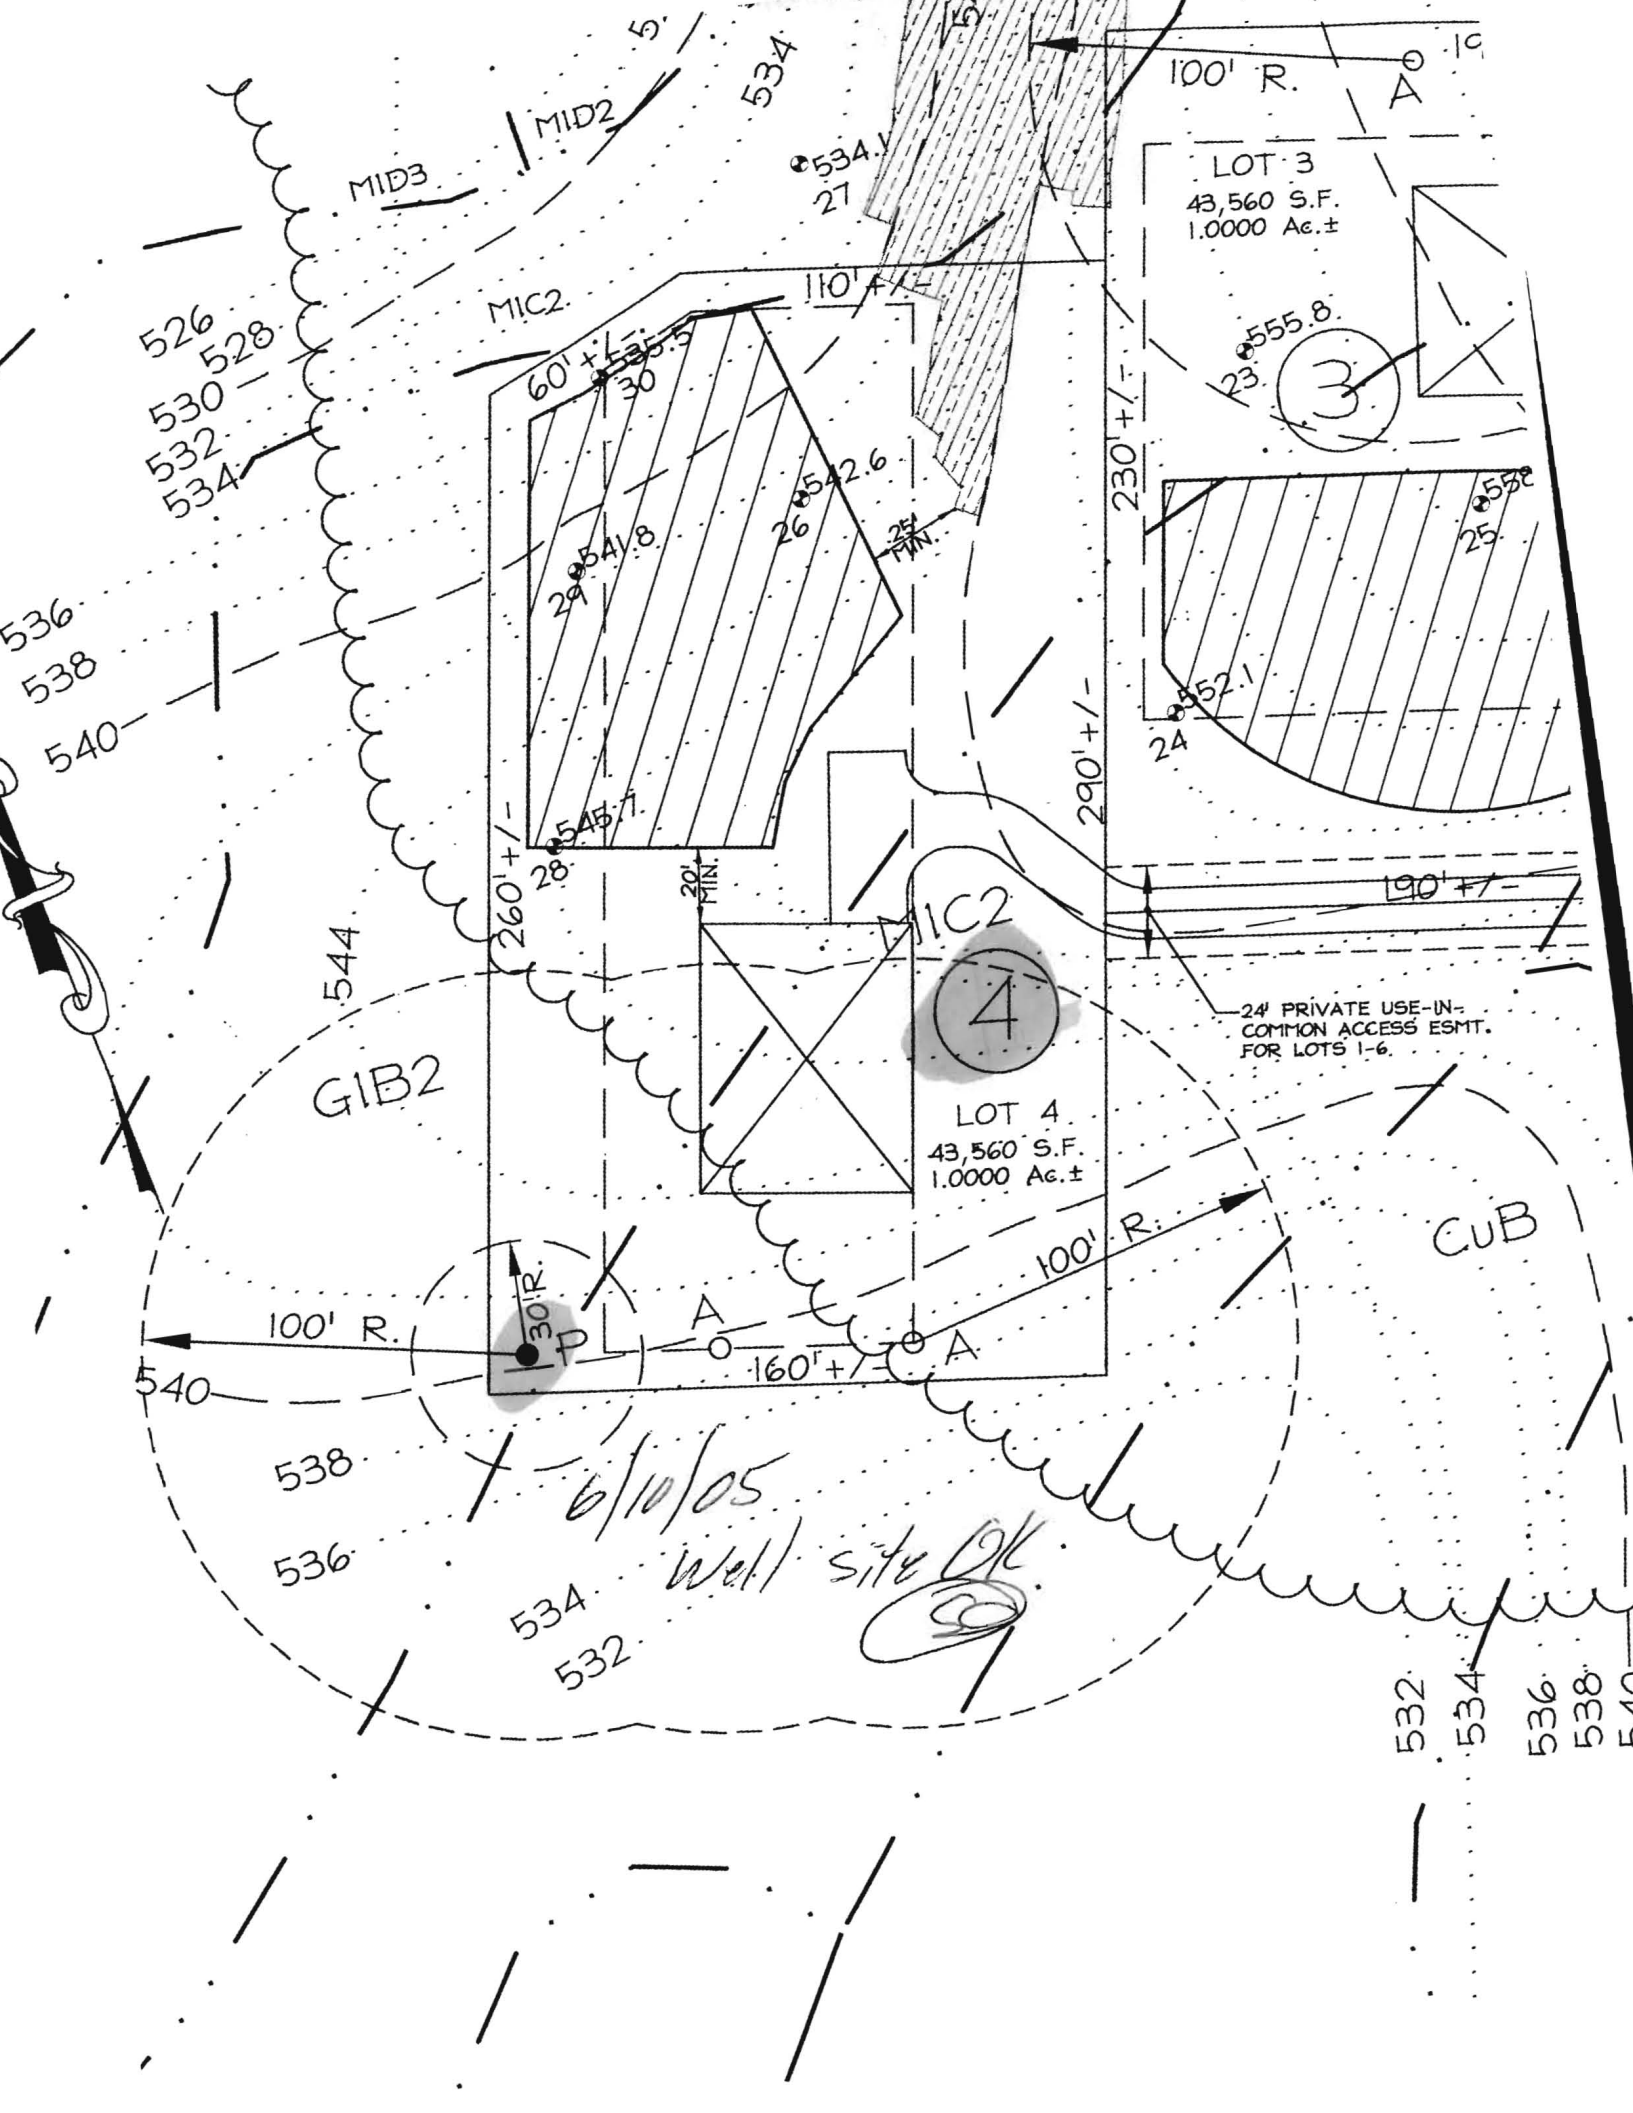 534
100' R.
A
MID2
MID3
534.1
27
LOT 3
43,560 S.F.
1.0000 Ac.±
110'+/-
MIC2
526
528
530
532
534
60'+/-
535.5
30
555.8
23
3
230'+/-
542.6
26
25'
MIN.
541.8
29
25
536
538
540
552.1
24
290'+/-
545.7
28
260'+/-
20'
MIN.
190'+/-
MIC2
544
4
24' PRIVATE USE-IN-
COMMON ACCESS ESMT.
FOR LOTS 1-6
GIB2
LOT 4
43,560 S.F.
1.0000 Ac.±
CuB
100' R.
30'R.
P
A
A
100' R.
160'+/-
540
538
536
534
532
6/10/05
Well site OK
532
534
536
538